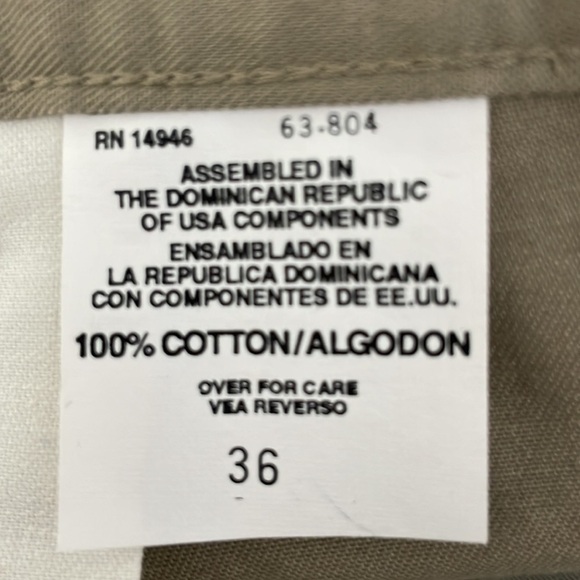 RN 14946 63-804
ASSEMBLED IN
THE DOMINICAN REPUBLIC
OF USA COMPONENTS
ENSAMBLADO EN
LA REPUBLICA DOMINICANA
CON COMPONENTES DE EE.UU.
100% COTTON/ALGODON
OVER FOR CARE
VEA REVERSO
36